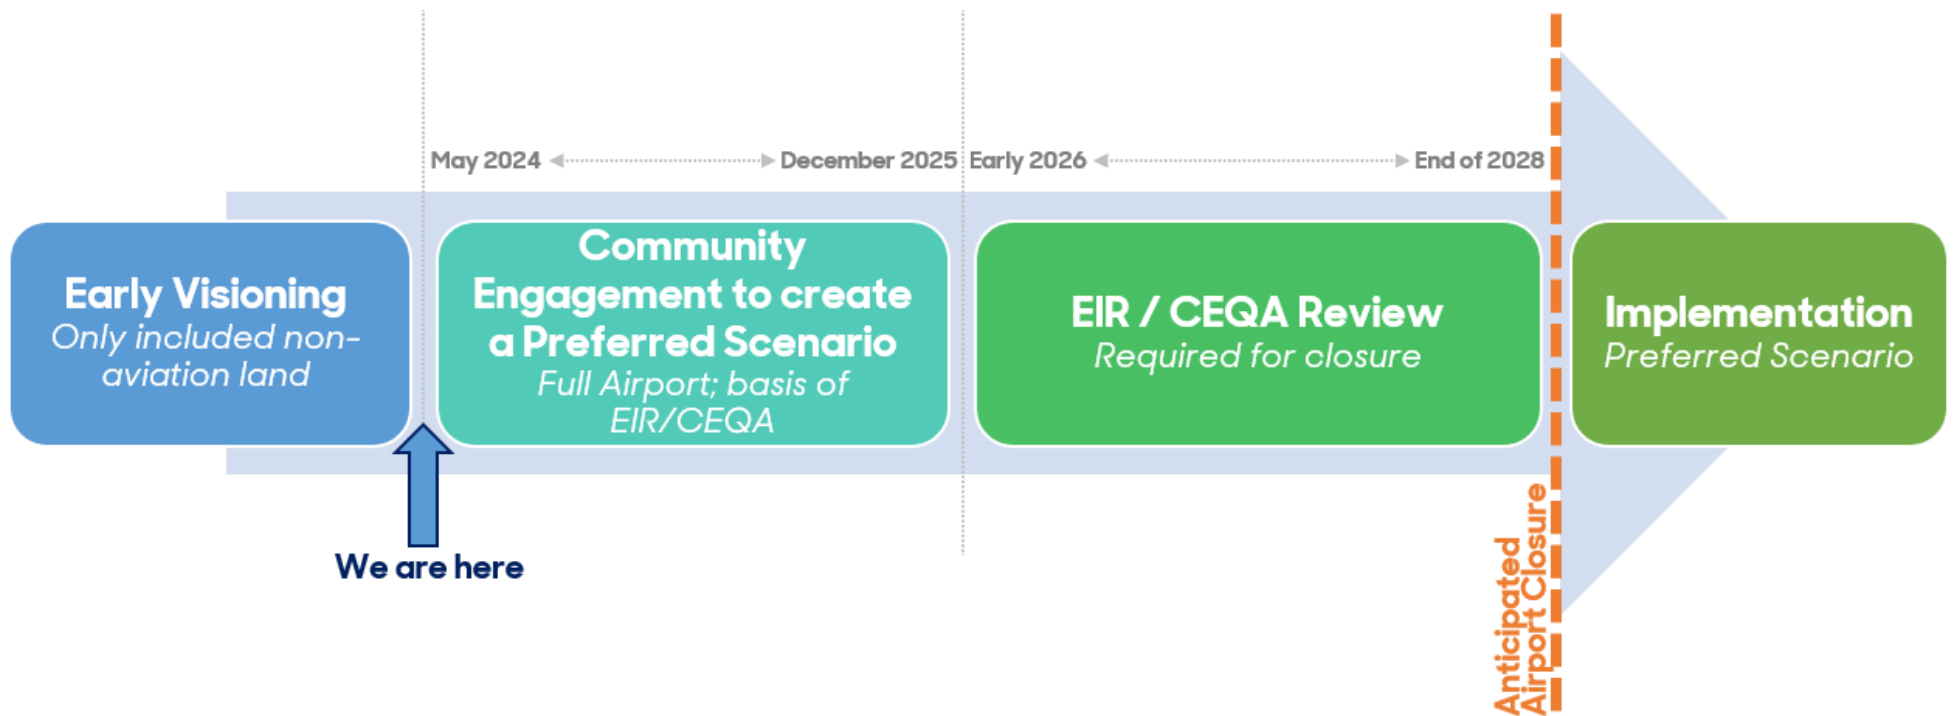 May 2024
December 2025
Early 2026
End of 2028
Early Visioning
Only included non-
aviation land
Community
Engagement to create
a Preferred Scenario
Full Airport; basis of
EIR/CEQA
EIR / CEQA Review
Required for closure
Implementation
Preferred Scenario
We are here
Anticipated
Airport Closure